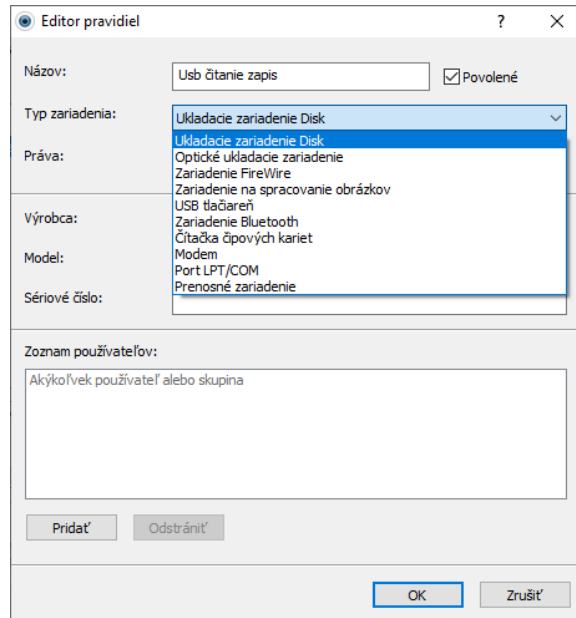 Editor pravidiel
Názov:
Usb čitanie zapis
Povolené
Typ zariadenia:
Ukladacie zariadenie Disk
Ukladacie zariadenie Disk
Optické ukladacie zariadenie
Práva:
Zariadenie FireWire
Zariadenie na spracovanie obrázkov
USB tlačiareň
Výrobca:
Zariadenie Bluetooth
Čítačka čipových kariet
Model:
Modem
Port LPT/COM
Sériové číslo:
Prenosné zariadenie
Zoznam používateľov:
Akýkoľvek používateľ alebo skupina
Pridať
Odstrániť
OK
Zrušiť